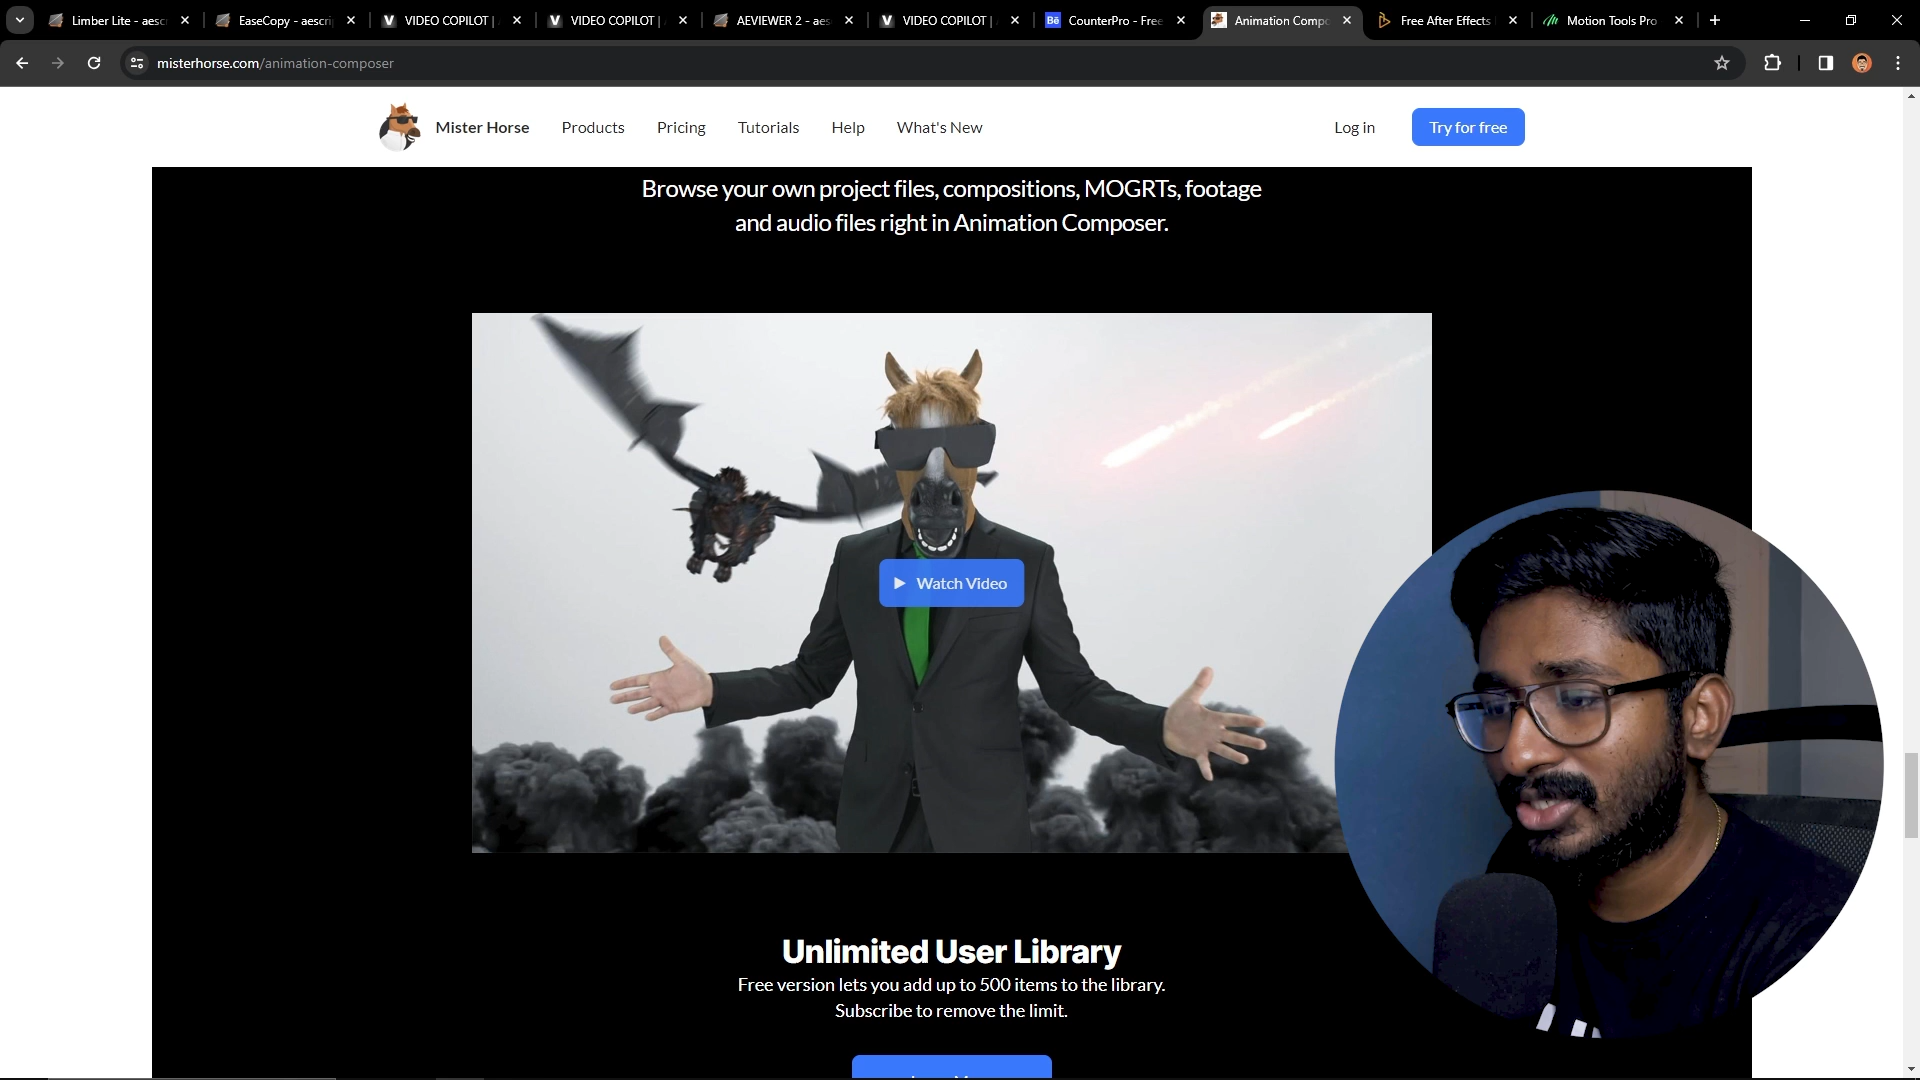 Limber Lite - aesc
EaseCopy - aescri
VIDEO COPILOT |
VIDEO COPILOT |
AEVIEWER 2 - aes
VIDEO COPILOT |
Bē CounterPro - Free
Animation Compo
Free After Effects
Motion Tools Pro
misterhorse.com/animation-composer
Mister Horse
Products
Pricing
Tutorials
Help
What's New
Log in
Try for free
Browse your own project files, compositions, MOGRTs, footage
and audio files right in Animation Composer.
Watch Video
Unlimited User Library
Free version lets you add up to 500 items to the library.
Subscribe to remove the limit.